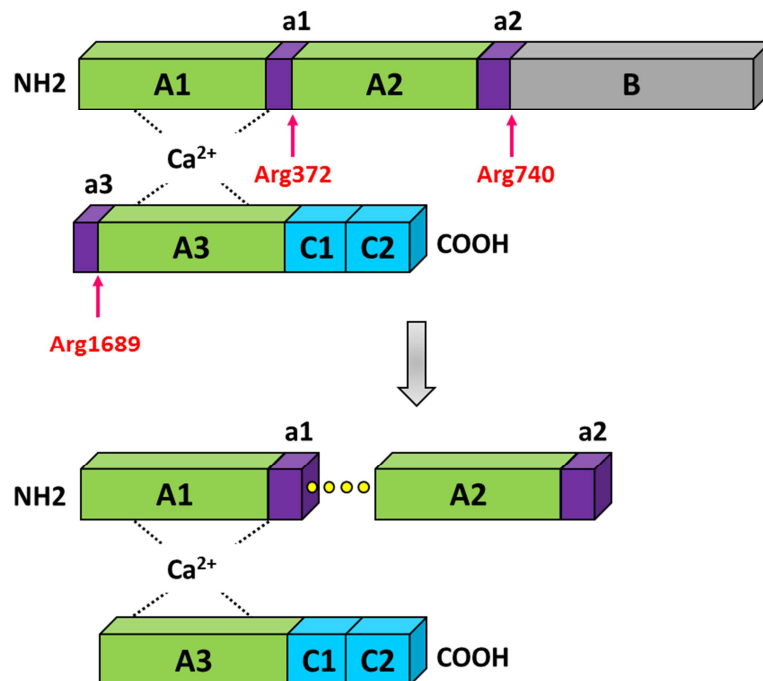 a1 a2
NH2 A1 A2 B
Ca²⁺
Arg372 Arg740
a3
A3 C1 C2 COOH
Arg1689
a1 a2
NH2 A1 A2
Ca²⁺
A3 C1 C2 COOH